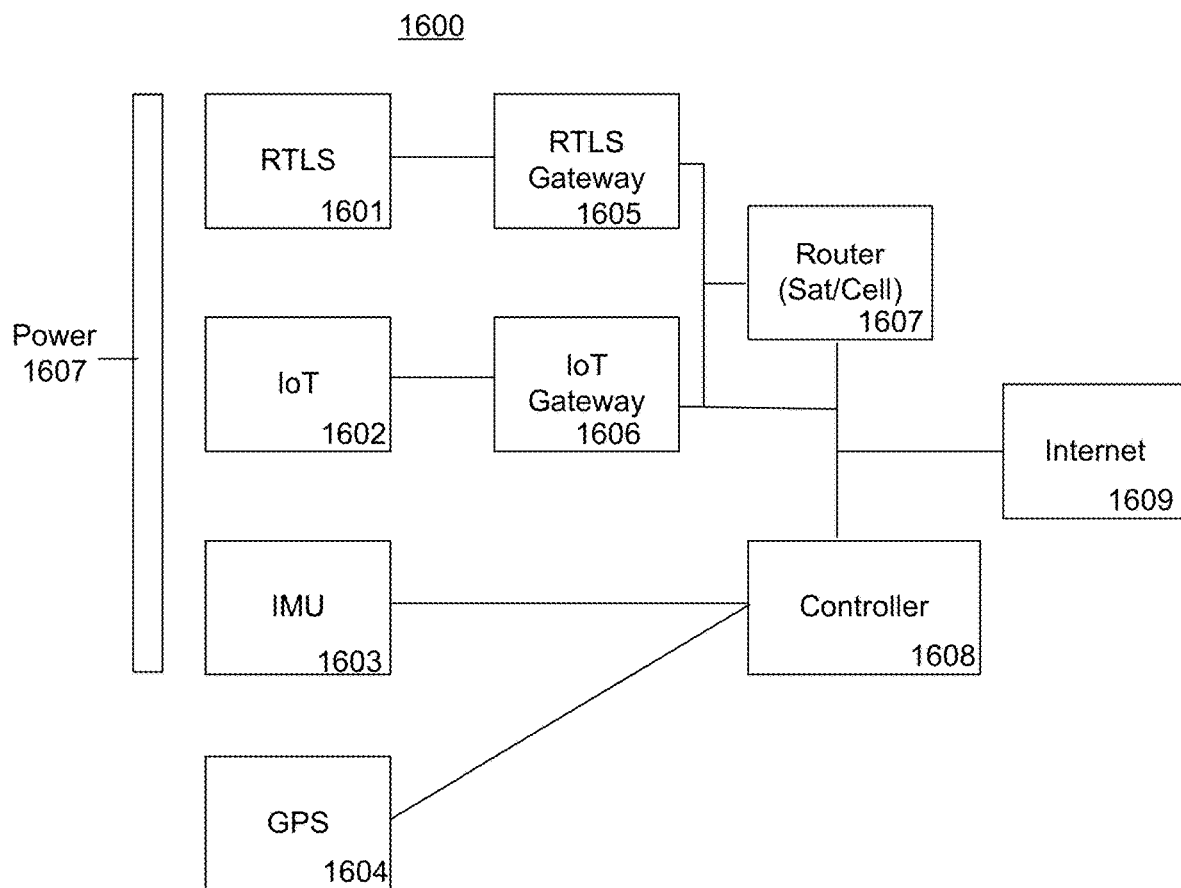 1600
RTLS
1601
RTLS
Gateway
1605
Router
(Sat/Cell)
1607
Power
1607
IoT
1602
IoT
Gateway
1606
Internet
1609
IMU
1603
Controller
1608
GPS
1604